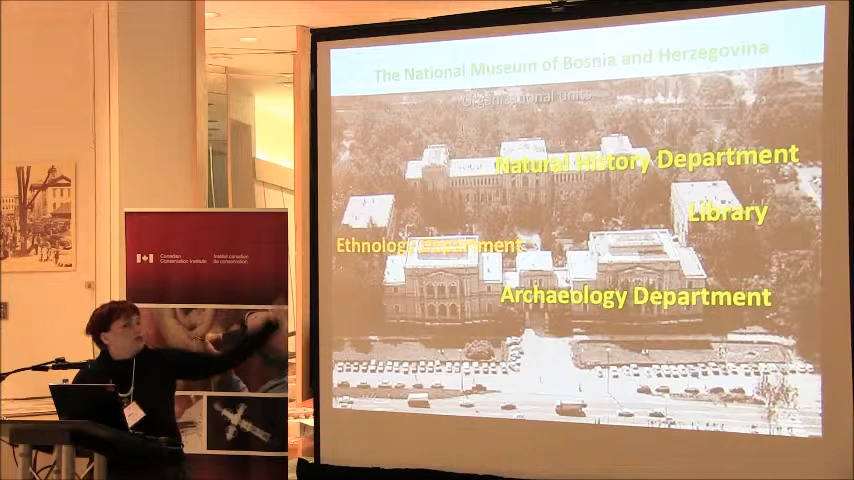 The National Museum of Bosnia and Herzegovina
Organisational units
Natural History Department
Library
Ethnology Department
Archaeology Department
Canadian Conservation Institute
Institut canadien de conservation